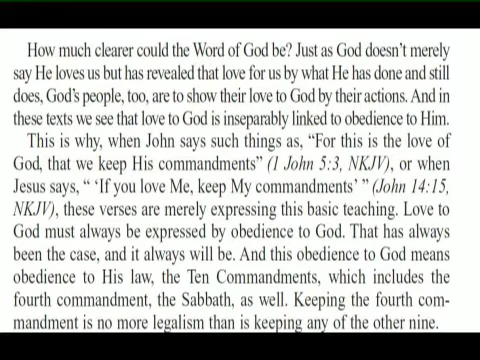 How much clearer could the Word of God be? Just as God doesn’t merely
say He loves us but has revealed that love for us by what He has done and still
does, God’s people, too, are to show their love to God by their actions. And in
these texts we see that love to God is inseparably linked to obedience to Him.
This is why, when John says such things as, “For this is the love of
God, that we keep His commandments” (1 John 5:3, NKJV), or when
Jesus says, “ ‘If you love Me, keep My commandments’ ” (John 14:15,
NKJV), these verses are merely expressing this basic teaching. Love to
God must always be expressed by obedience to God. That has always
been the case, and it always will be. And this obedience to God means
obedience to His law, the Ten Commandments, which includes the
fourth commandment, the Sabbath, as well. Keeping the fourth com-
mandment is no more legalism than is keeping any of the other nine.